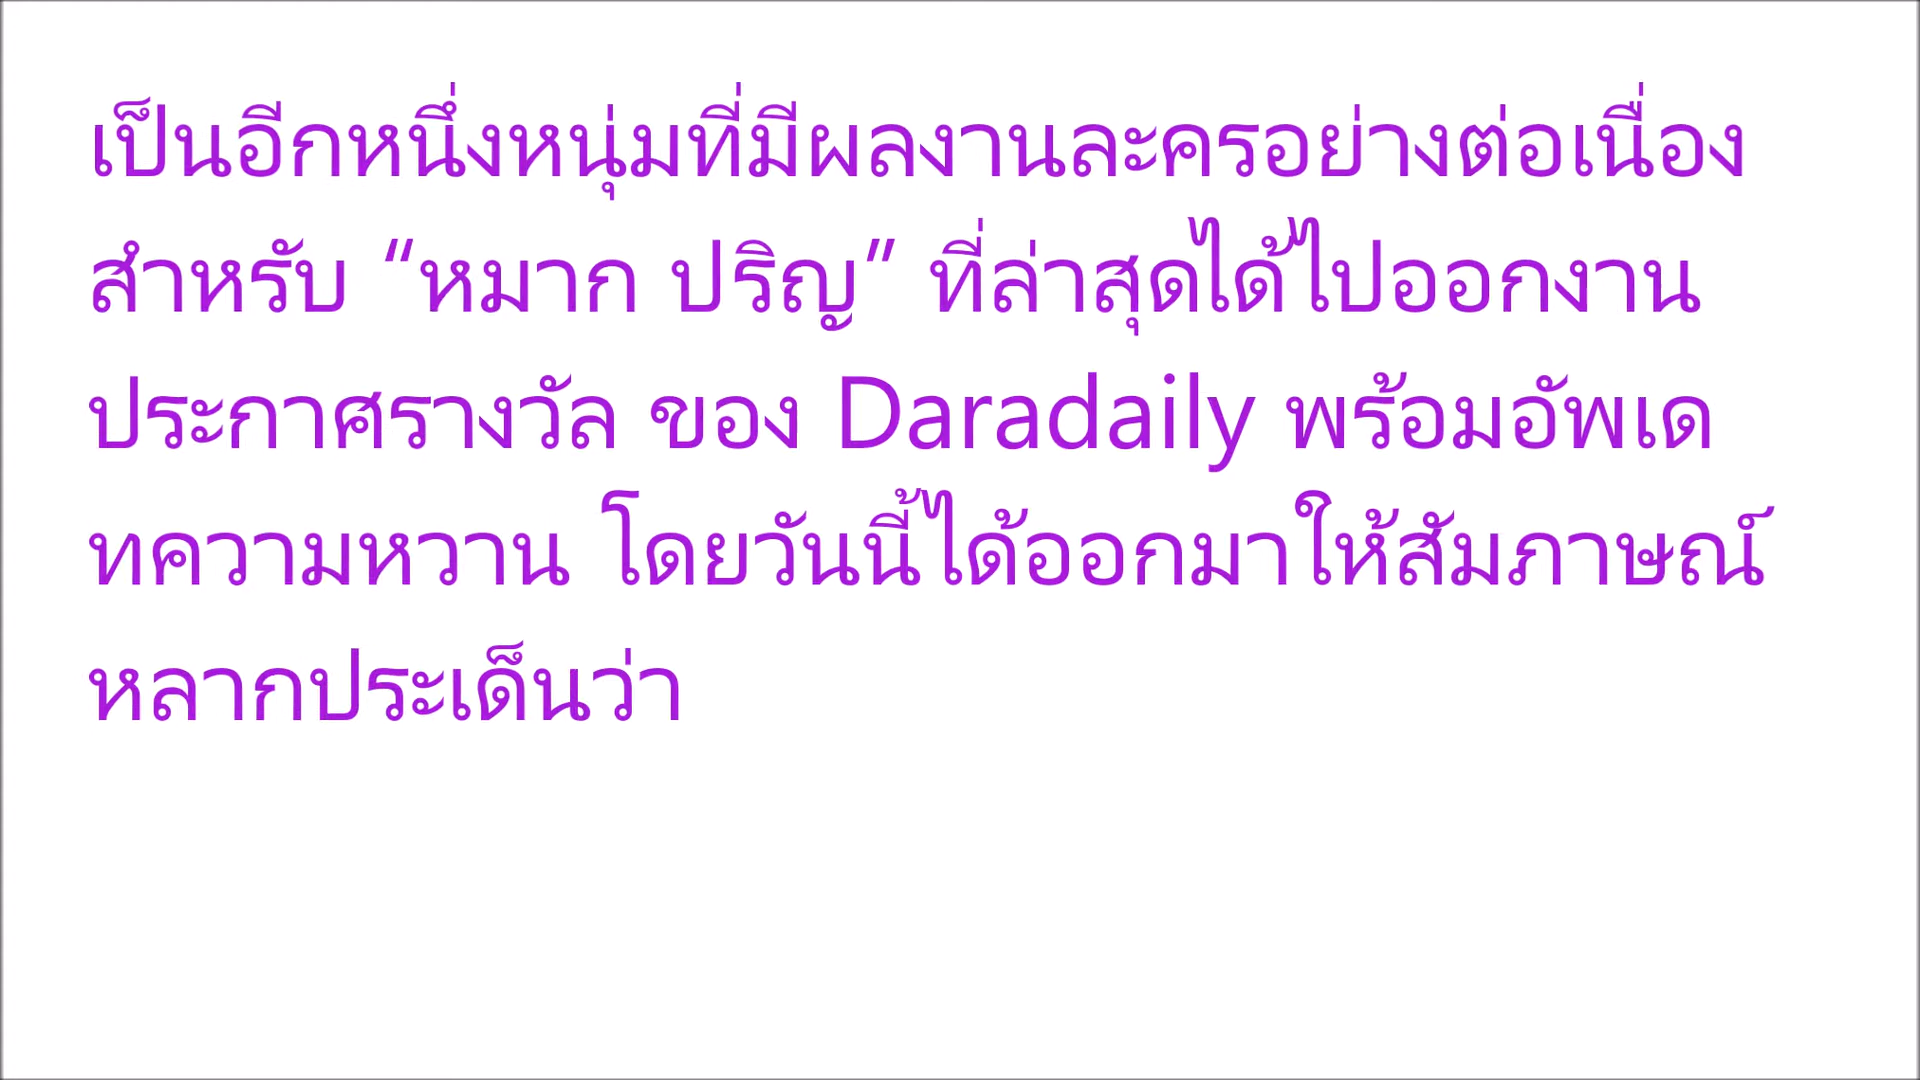 เป็นอีกหนึ่งหนุ่มที่มีผลงานละครอย่างต่อเนื่อง
สำหรับ “หมาก ปริญ” ที่ล่าสุดได้ไปออกงาน
ประกาศรางวัล ของ Daradaily พร้อมอัพเด
ทความหวาน โดยวันนี้ได้ออกมาให้สัมภาษณ์
หลากประเด็นว่า